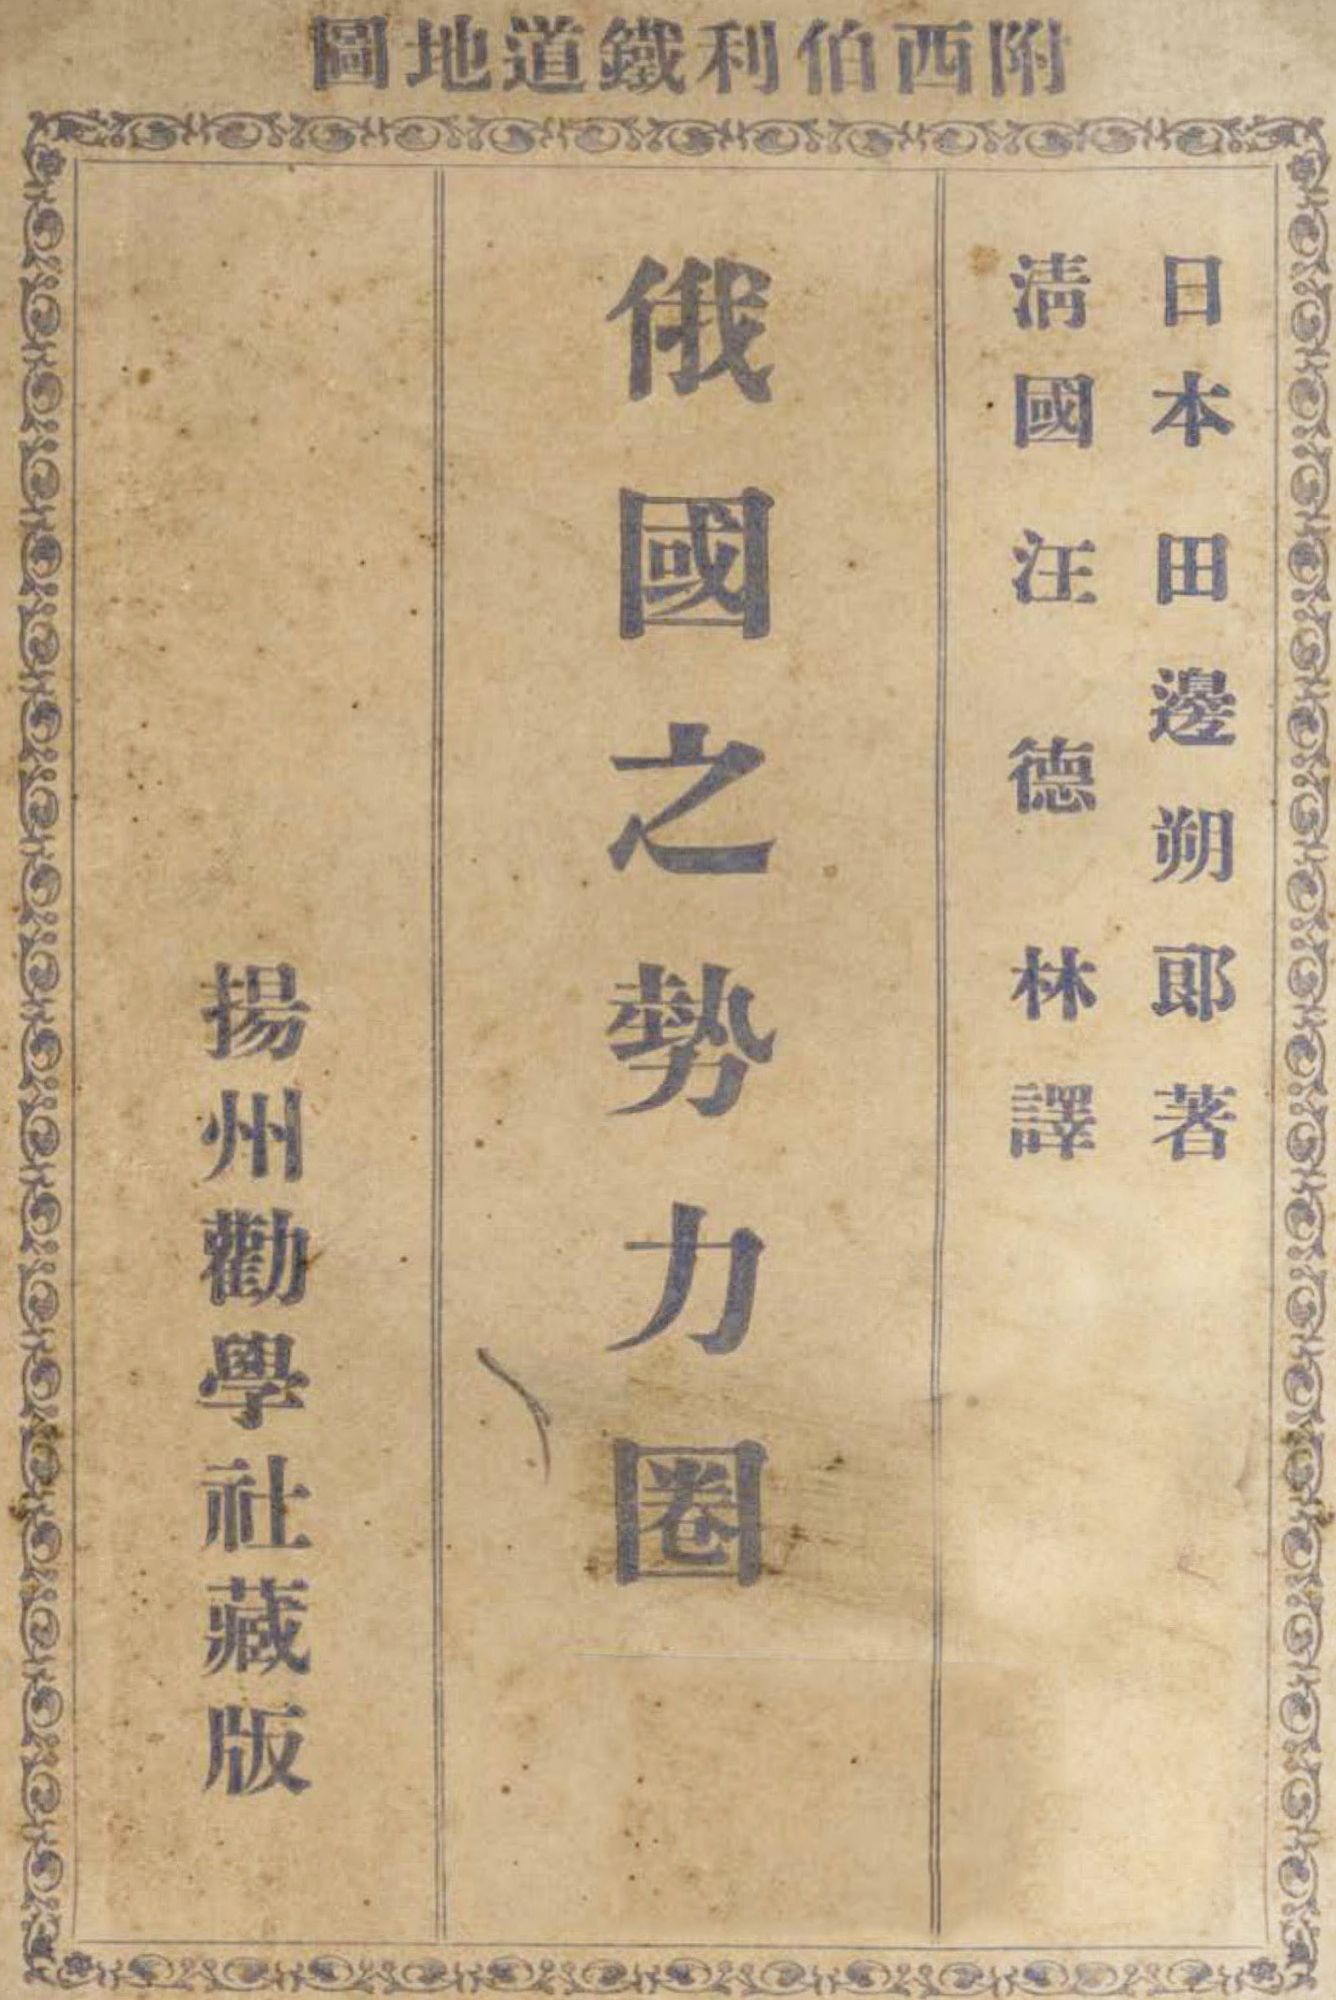 附西伯利鐵道地圖
日本田邊朔郎著
淸國汪德林譯
俄國之勢力圈
揚州勸學社藏版